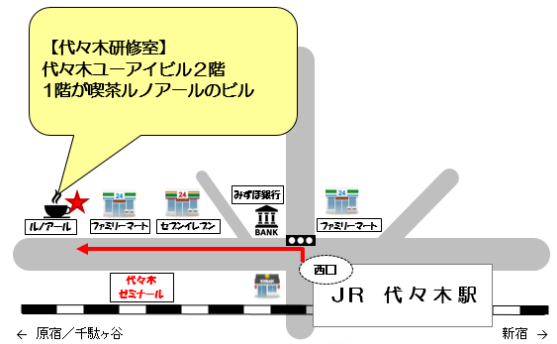 【代々木研修室】
代々木ユーアイビル２階
１階が喫茶ルノアールのビル
24
24
24
みずほ銀行
BANK
ルノアール
ファミリーマート
セブンイレブン
ファミリーマート
西口
代々木
ゼミナール
JR 代々木駅
← 原宿／千駄ヶ谷
新宿 →